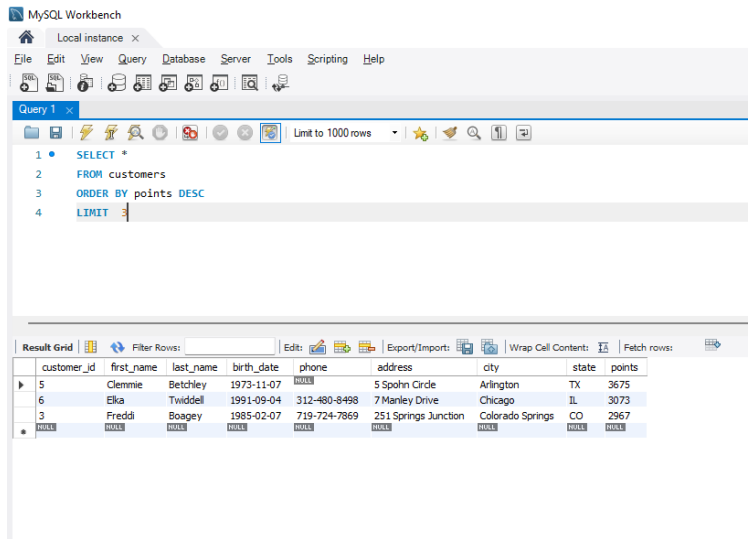 MySQL Workbench
Local instance ×
File Edit View Query Database Server Tools Scripting Help
Query 1 ×
Limit to 1000 rows
1 SELECT *
2 FROM customers
3 ORDER BY points DESC
4 LIMIT 3
Result Grid Filter Rows: Edit: Export/Import: Wrap Cell Content: Fetch rows:
customer_id first_name last_name birth_date phone address city state points
5 Clemmie Betchley 1973-11-07 NULL 5 Spohn Circle Arlington TX 3675
6 Elka Twiddell 1991-09-04 312-480-8498 7 Manley Drive Chicago IL 3073
3 Freddi Boagey 1985-02-07 719-724-7869 251 Springs Junction Colorado Springs CO 2967
NULL NULL NULL NULL NULL NULL NULL NULL NULL